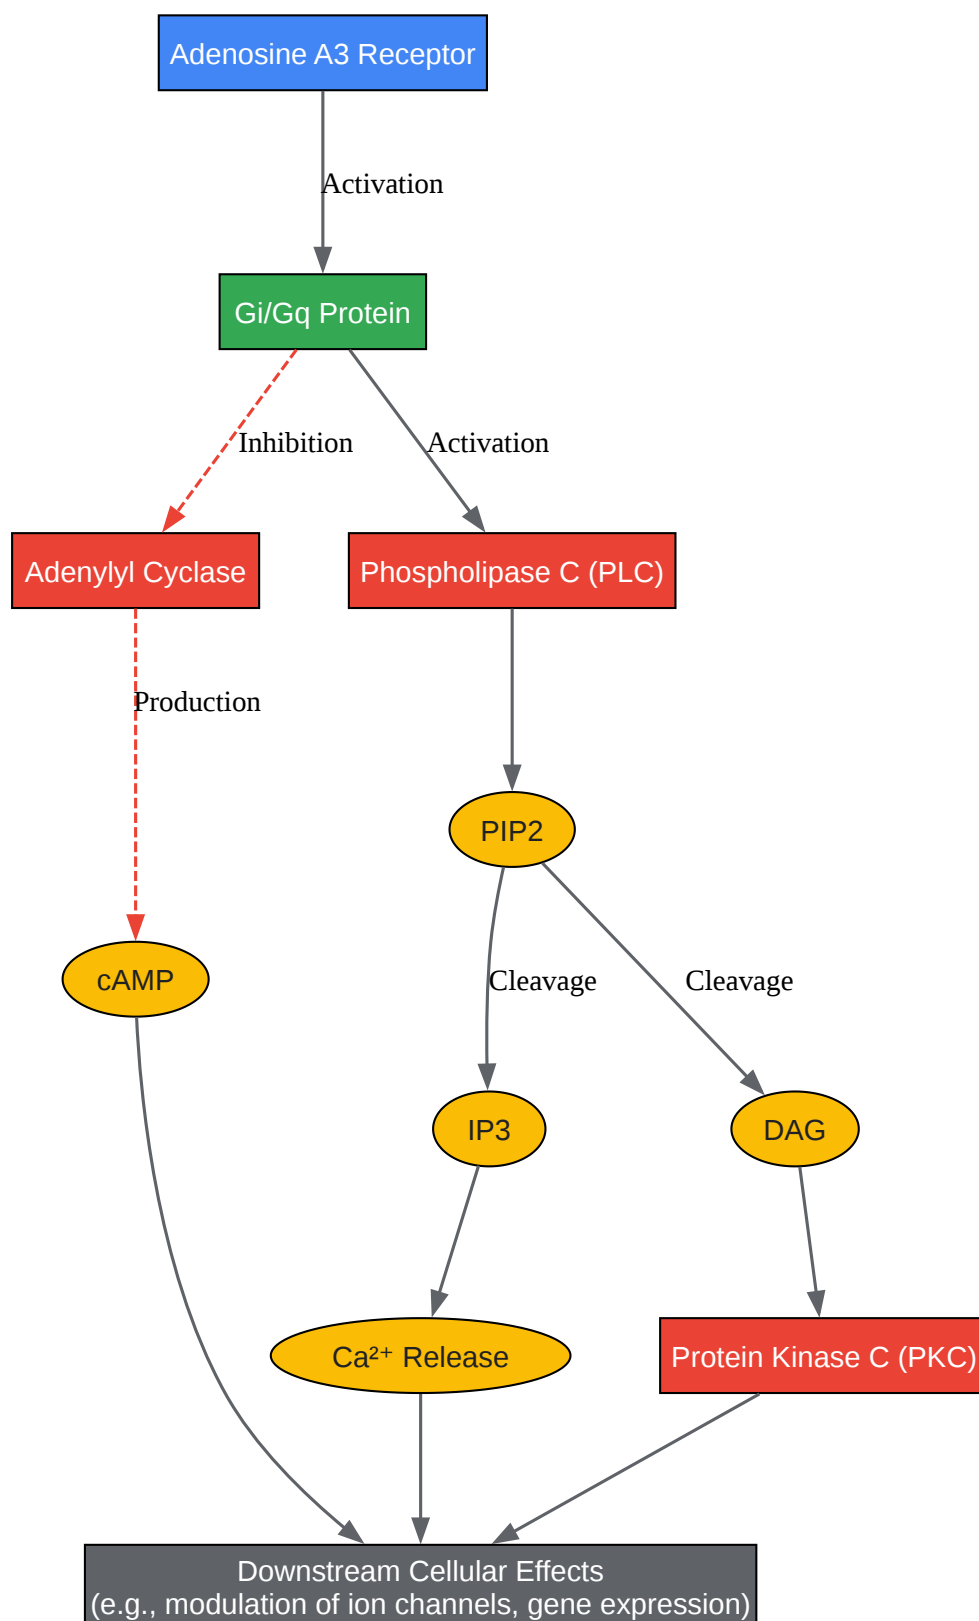 Adenosine A3 Receptor
Activation
Gi/Gq Protein
Inhibition
Activation
Adenylyl Cyclase
Phospholipase C (PLC)
Production
PIP2
cAMP
Cleavage
Cleavage
IP3
DAG
Ca²⁺ Release
Protein Kinase C (PKC)
Downstream Cellular Effects
(e.g., modulation of ion channels, gene expression)